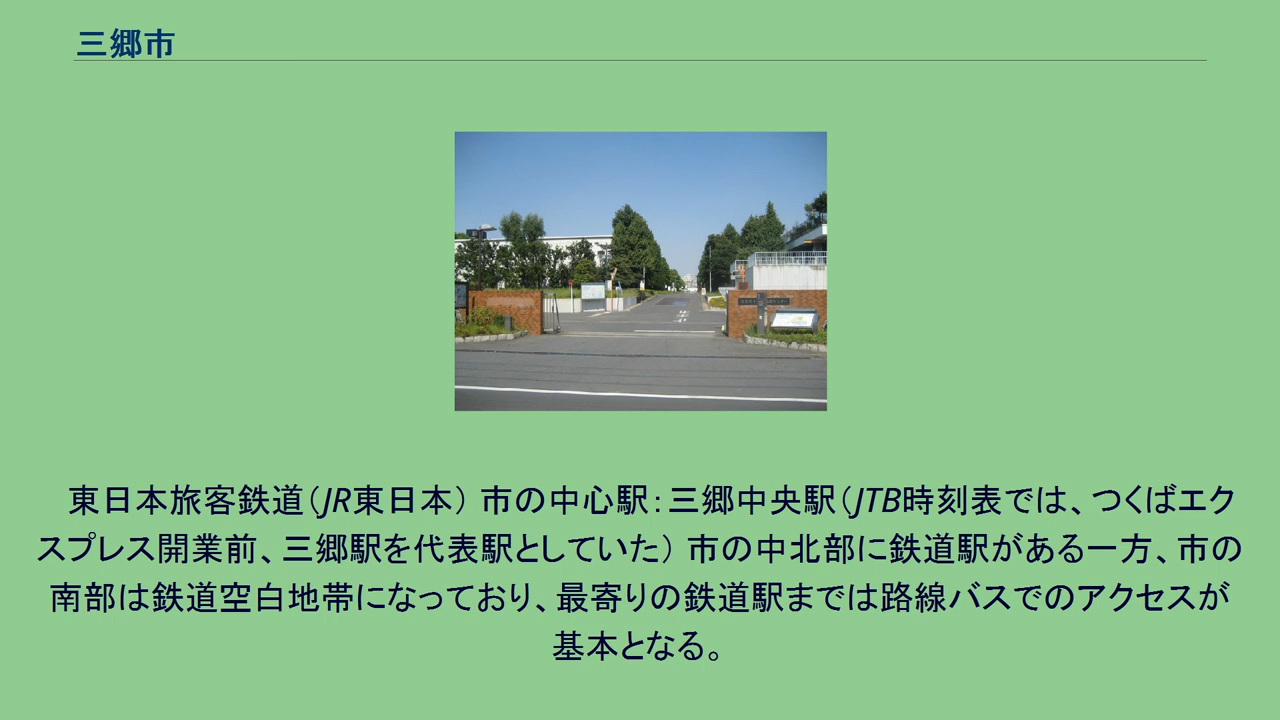 三郷市
東日本旅客鉄道（JR東日本） 市の中心駅：三郷中央駅（JTB時刻表では、つくばエク
スプレス開業前、三郷駅を代表駅としていた） 市の中北部に鉄道駅がある一方、市の
南部は鉄道空白地帯になっており、最寄りの鉄道駅までは路線バスでのアクセスが
基本となる。